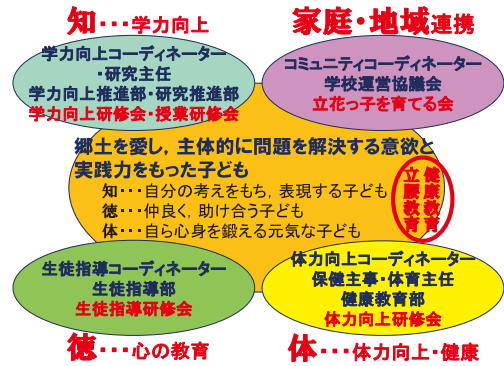 知・・・学力向上
家庭・地域連携
学力向上コーディネーター
・研究主任
学力向上推進部・研究推進部
学力向上研修会・授業研修会
コミュニティコーディネーター
学校運営協議会
立花っ子を育てる会
郷土を愛し，主体的に問題を解決する意欲と
実践力をもった子ども
知・・・自分の考えをもち，表現する子ども
徳・・・仲良く，助け合う子ども
体・・・自ら心身を鍛える元気な子ども
健康教育
立腰教育
生徒指導コーディネーター
生徒指導部
生徒指導研修会
体力向上コーディネーター
保健主事・体育主任
健康教育部
体力向上研修会
徳・・・心の教育
体・・・体力向上・健康